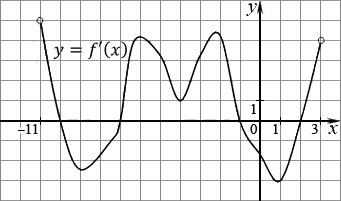 y
y = f′(x)
1
−11
0
1
3
x